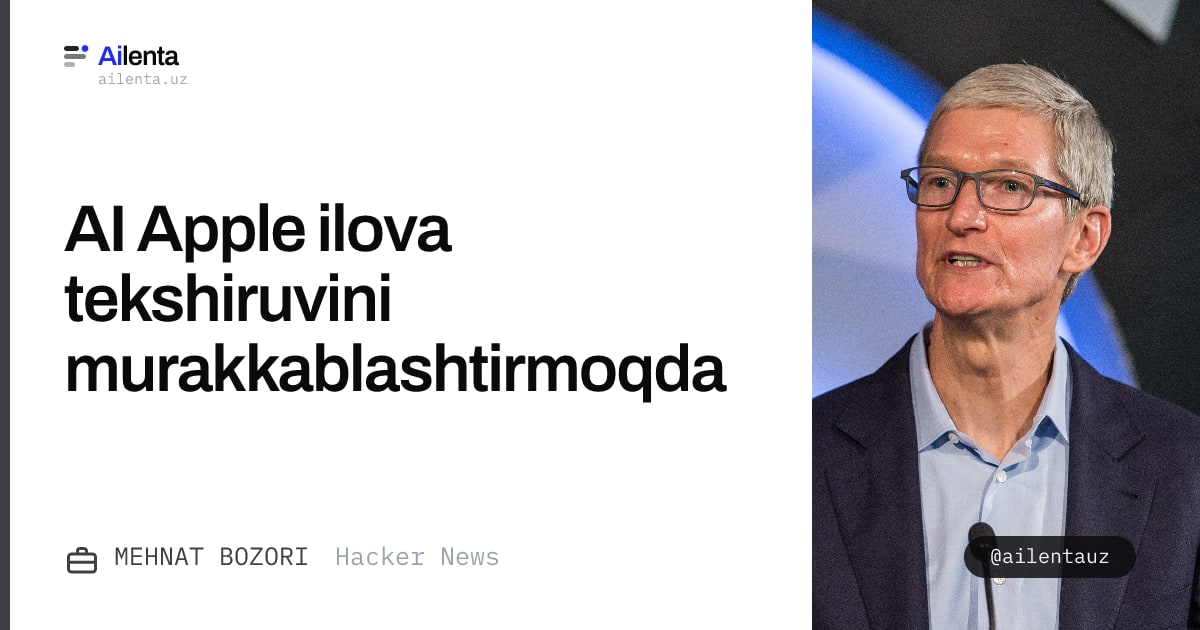 Ailenta
ailenta.uz
AI Apple ilova
tekshiruvini
murakkablashtirmoqda
MEHNAT BOZORI Hacker News
@ailentauz